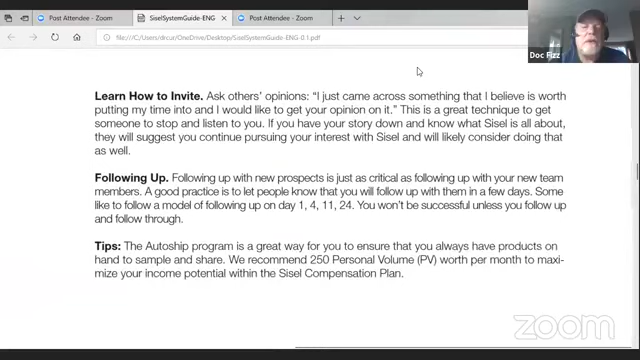 Post Attendee - Zoom
SiselSystemGuide-ENG
Post Attendee - Zoom
file:///C:/Users/drcur/OneDrive/Desktop/SiselSystemGuide-ENG-0.1.pdf
Doc Fizz
Learn How to Invite. Ask others' opinions: “I just came across something that I believe is worth
putting my time into and I would like to get your opinion on it.” This is a great technique to get
someone to stop and listen to you. If you have your story down and know what Sisel is all about,
they will suggest you continue pursuing your interest with Sisel and will likely consider doing that
as well.
Following Up. Following up with new prospects is just as critical as following up with your new team
members. A good practice is to let people know that you will follow up with them in a few days. Some
like to follow a model of following up on day 1, 4, 11, 24. You won't be successful unless you follow up
and follow through.
Tips: The Autoship program is a great way for you to ensure that you always have products on
hand to sample and share. We recommend 250 Personal Volume (PV) worth per month to maxi-
mize your income potential within the Sisel Compensation Plan.
zoom